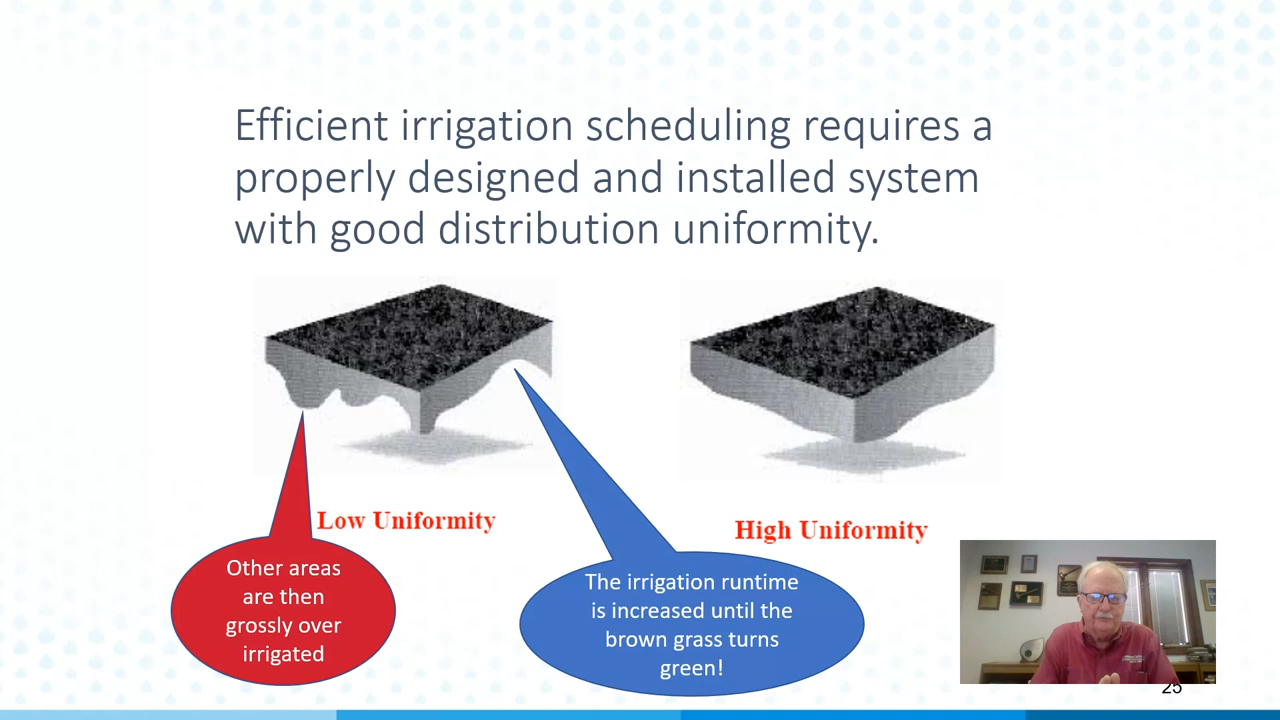 Efficient irrigation scheduling requires a
properly designed and installed system
with good distribution uniformity.
Low Uniformity
High Uniformity
Other areas
are then
grossly over
irrigated
The irrigation runtime
is increased until the
brown grass turns
green!
25